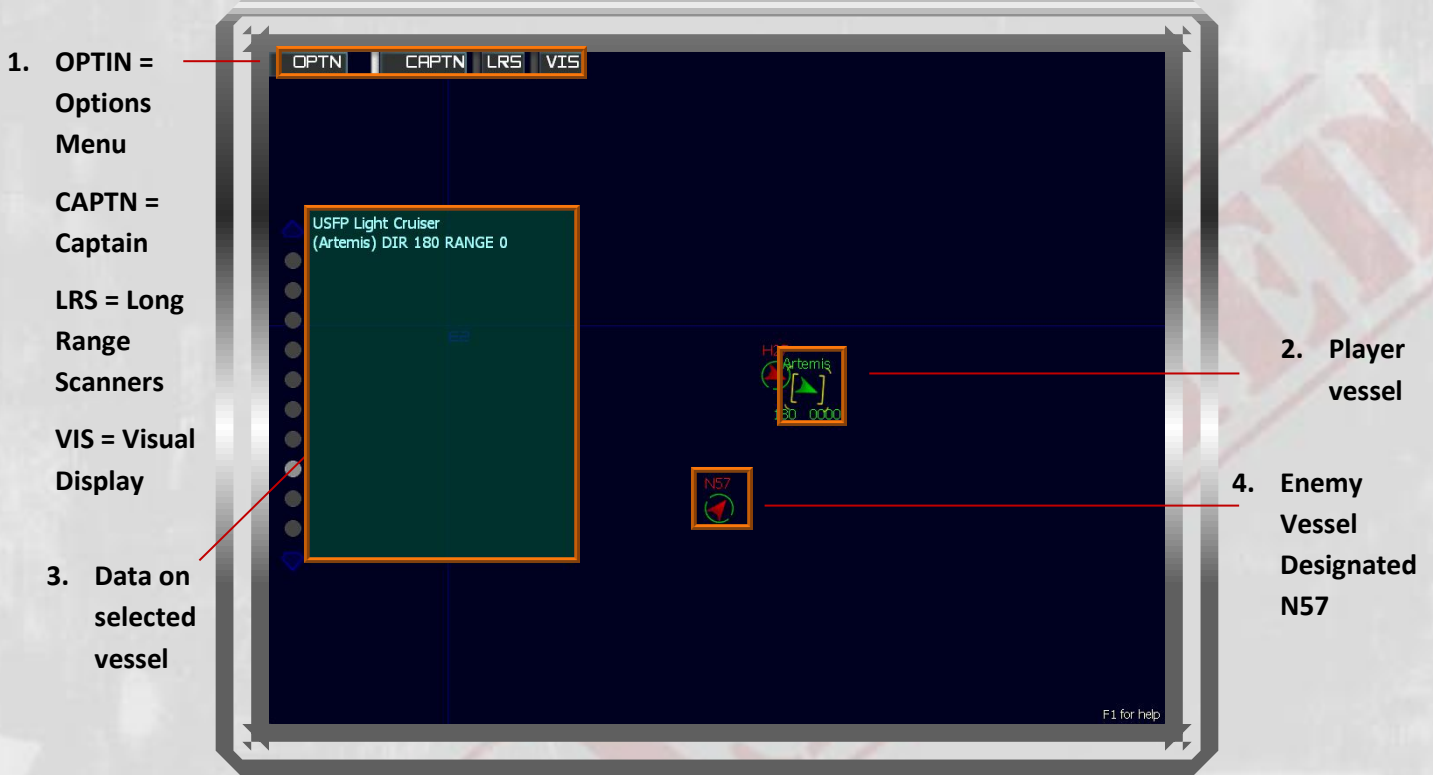 1. OPTIN =
Options
Menu
CAPTN =
Captain
LRS = Long
Range
Scanners
VIS = Visual
Display
3. Data on
selected
vessel
OPTN CAPTN LRS VIS
USFP Light Cruiser
(Artemis) DIR 180 RANGE 0
Artemis
180 0000
N57
F1 for help
2. Player
vessel
4. Enemy
Vessel
Designated
N57